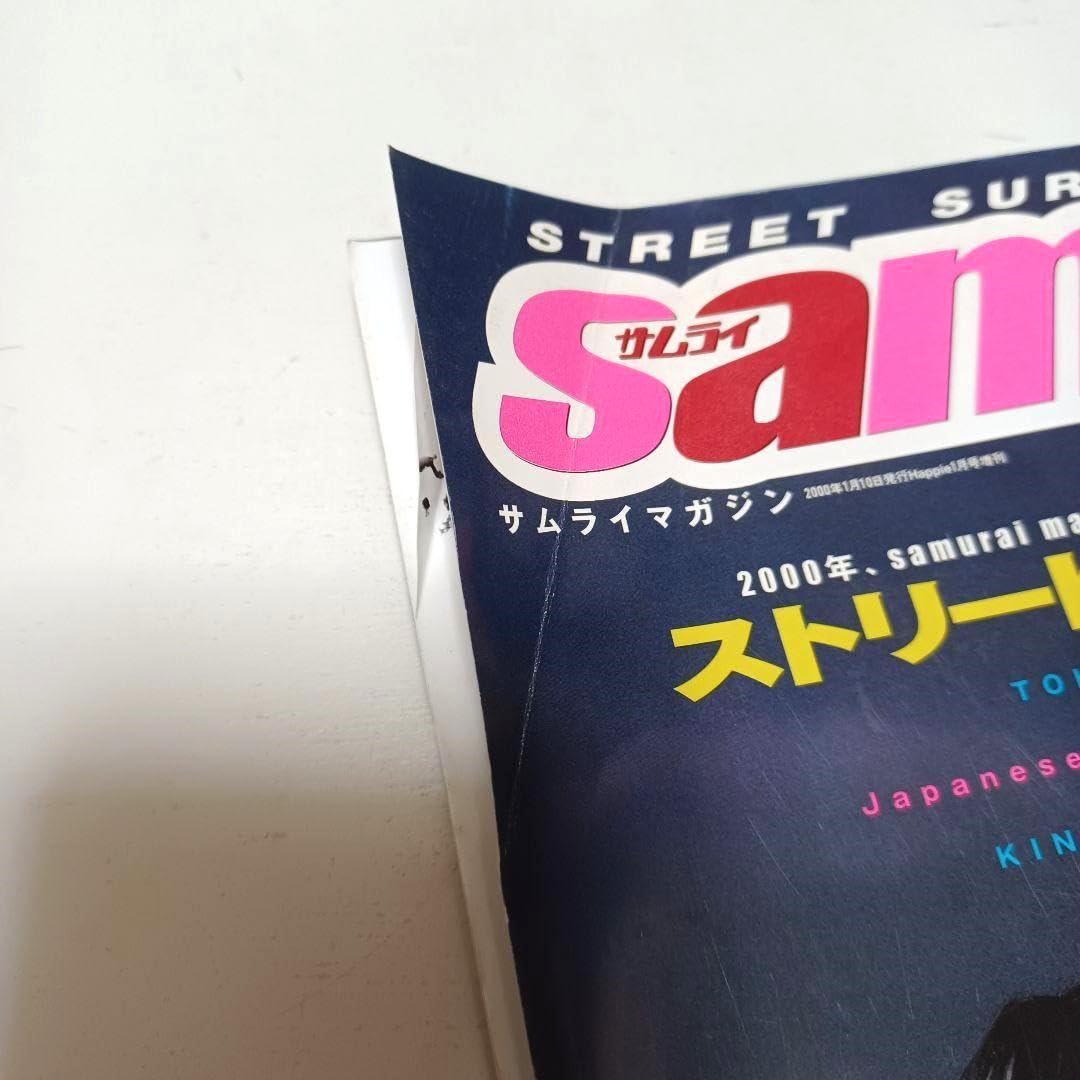 STREET SUR
sam
サムライ
2000年1月10日発行Happie1月号増刊
サムライマガジン
2000年、samurai ma
ストリート
TO
Japanese
KIN